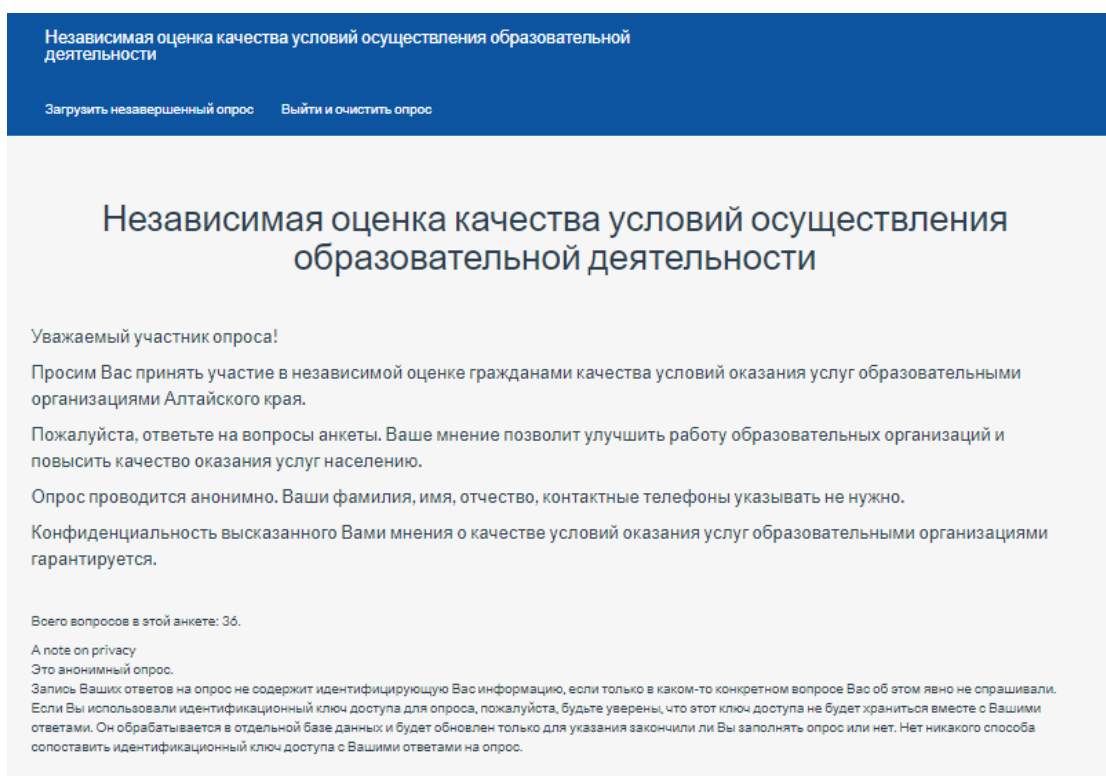 Независимая оценка качества условий осуществления образовательной
деятельности
Загрузить незавершенный опрос Выйти и очистить опрос
Независимая оценка качества условий осуществления
образовательной деятельности
Уважаемый участник опроса!
Просим Вас принять участие в независимой оценке гражданами качества условий оказания услуг образовательными
организациями Алтайского края.
Пожалуйста, ответьте на вопросы анкеты. Ваше мнение позволит улучшить работу образовательных организаций и
повысить качество оказания услуг населению.
Опрос проводится анонимно. Ваши фамилия, имя, отчество, контактные телефоны указывать не нужно.
Конфиденциальность высказанного Вами мнения о качестве условий оказания услуг образовательными организациями
гарантируется.
Всего вопросов в этой анкете: 36.
A note on privacy
Это анонимный опрос.
Запись Ваших ответов на опрос не содержит идентифицирующую Вас информацию, если только в каком-то конкретном вопросе Вас об этом явно не спрашивали.
Если Вы использовали идентификационный ключ доступа для опроса, пожалуйста, будьте уверены, что этот ключ доступа не будет храниться вместе с Вашими
ответами. Он обрабатывается в отдельной базе данных и будет обновлен только для указания закончили ли Вы заполнять опрос или нет. Нет никакого способа
сопоставить идентификационный ключ доступа с Вашими ответами на опрос.